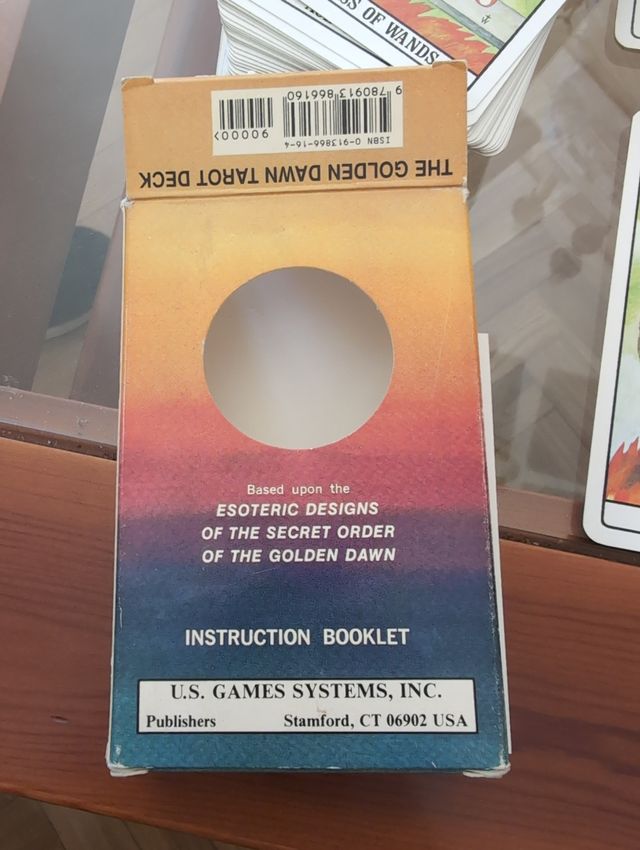 SS OF WANDS
9 780913 866160
90000>
ISBN 0-913866-16-4
THE GOLDEN DAWN TAROT DECK
Based upon the
ESOTERIC DESIGNS
OF THE SECRET ORDER
OF THE GOLDEN DAWN
INSTRUCTION BOOKLET
U.S. GAMES SYSTEMS, INC.
Publishers Stamford, CT 06902 USA